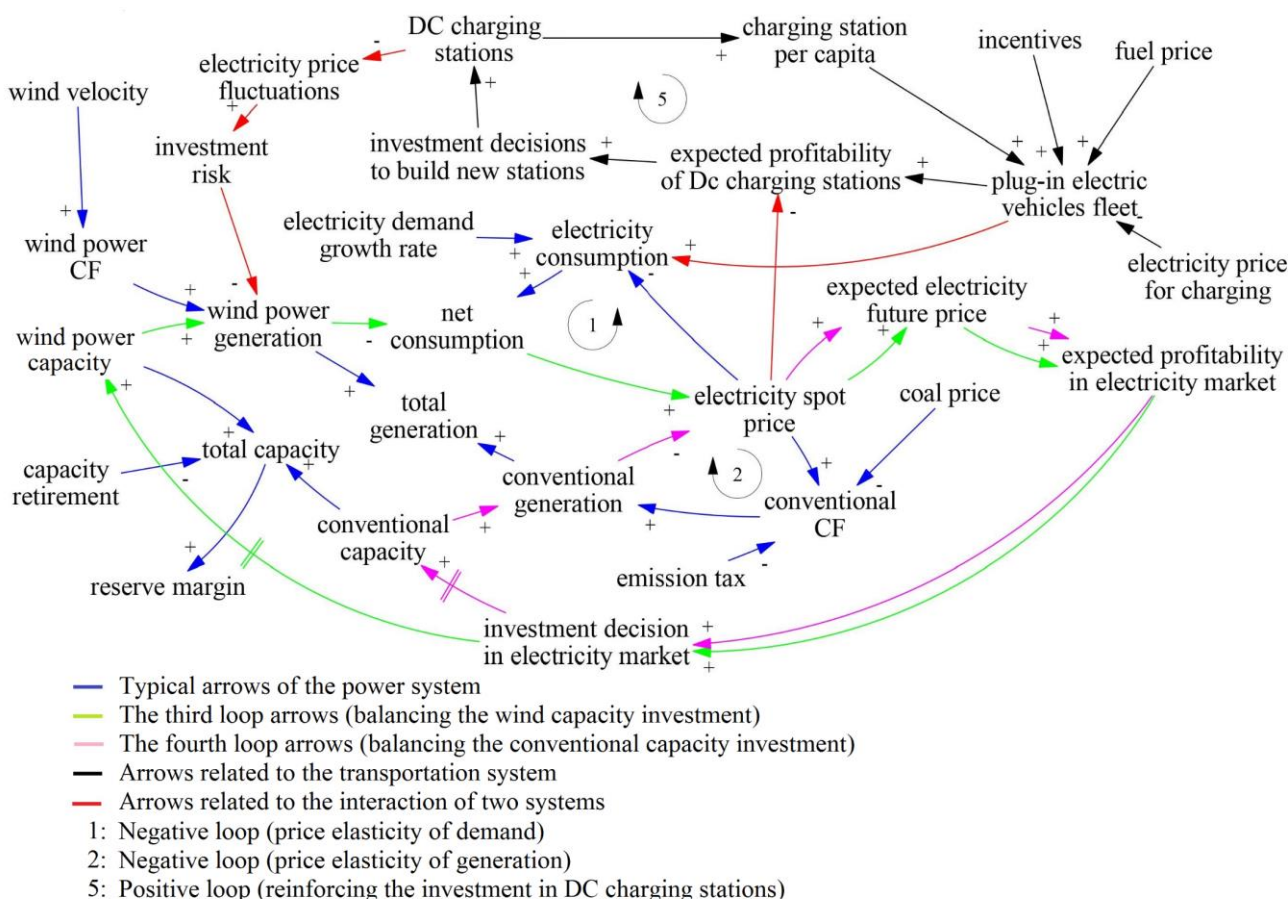 DC charging
stations
charging station
per capita
incentives
fuel price
electricity price
fluctuations
wind velocity
5
investment
risk
investment decisions
to build new stations
expected profitability
of Dc charging stations
plug-in electric
vehicles fleet
electricity demand
growth rate
electricity
consumption
wind power
CF
electricity price
for charging
expected electricity
future price
wind power
generation
net
consumption
1
wind power
capacity
expected profitability
in electricity market
total
generation
electricity spot
price
coal price
total capacity
capacity
retirement
conventional
generation
2
conventional
CF
conventional
capacity
emission tax
reserve margin
investment decision
in electricity market
Typical arrows of the power system
The third loop arrows (balancing the wind capacity investment)
The fourth loop arrows (balancing the conventional capacity investment)
Arrows related to the transportation system
Arrows related to the interaction of two systems
1: Negative loop (price elasticity of demand)
2: Negative loop (price elasticity of generation)
5: Positive loop (reinforcing the investment in DC charging stations)